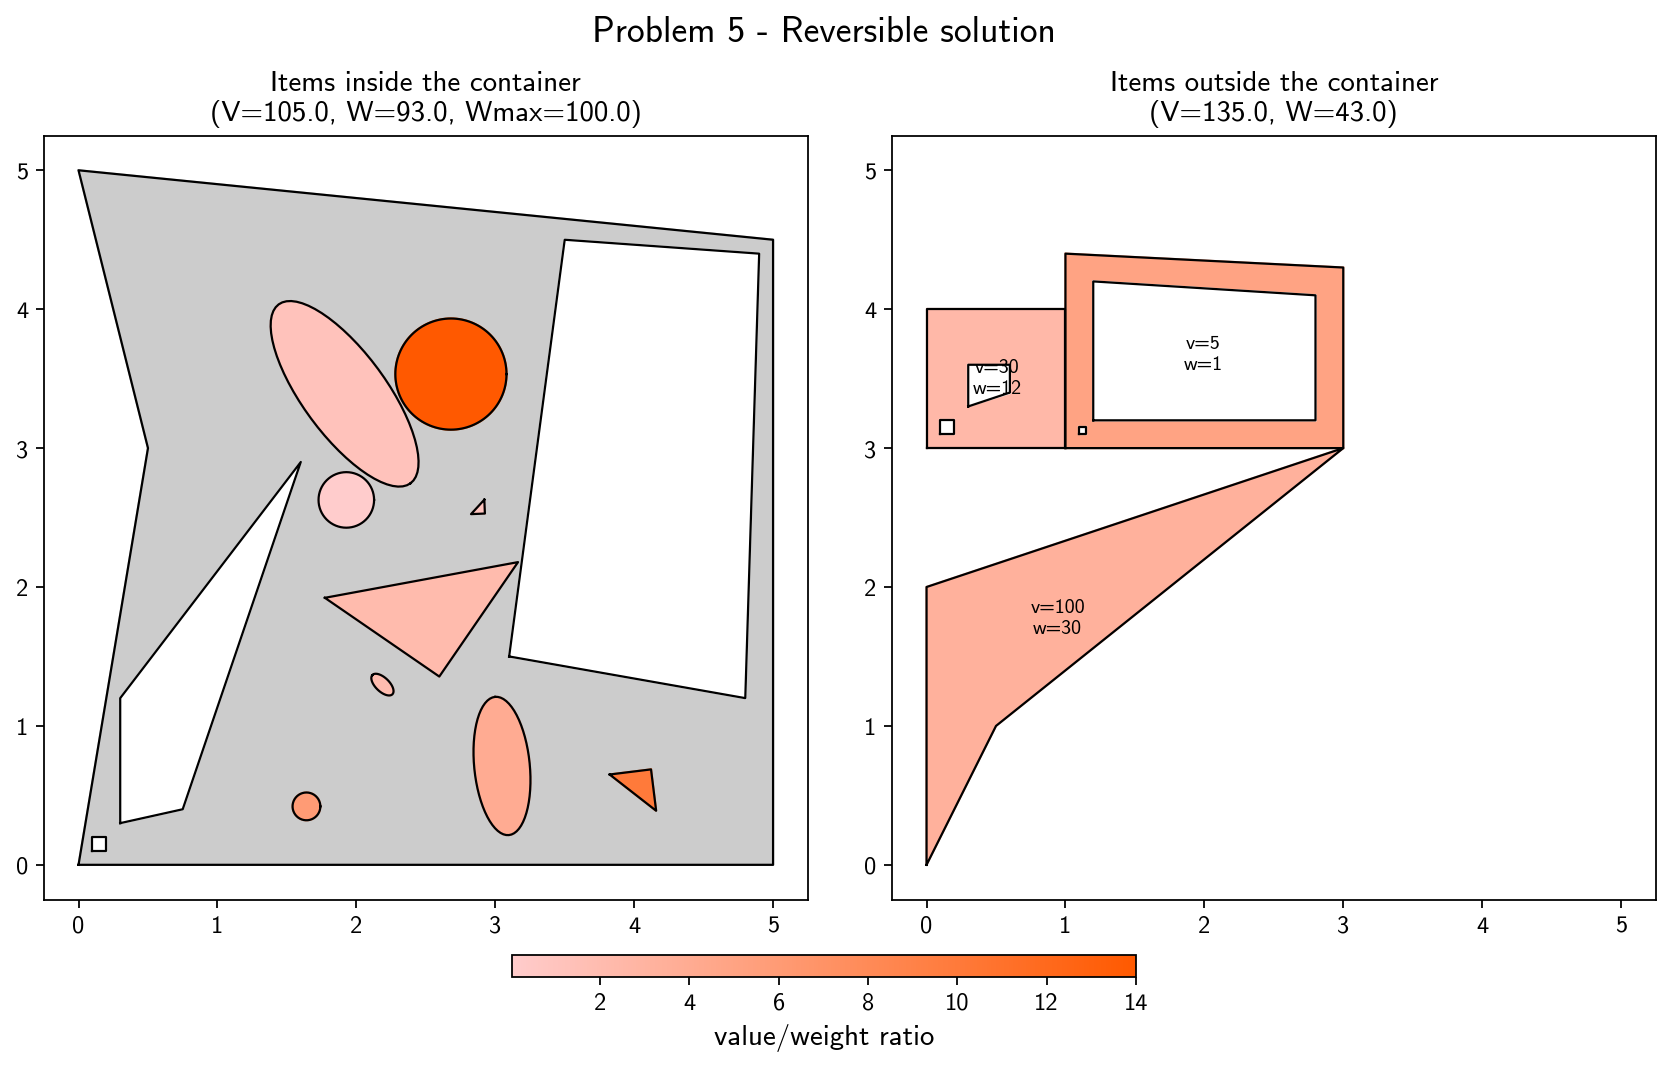 Problem 5 - Reversible solution
Items inside the container
(V=105.0, W=93.0, Wmax=100.0)
Items outside the container
(V=135.0, W=43.0)
5
4
3
2
1
0
0 1 2 3 4 5
5
4
3
2
1
0
v=30
w=12
v=5
w=1
v=100
w=30
0 1 2 3 4 5
2 4 6 8 10 12 14
value/weight ratio